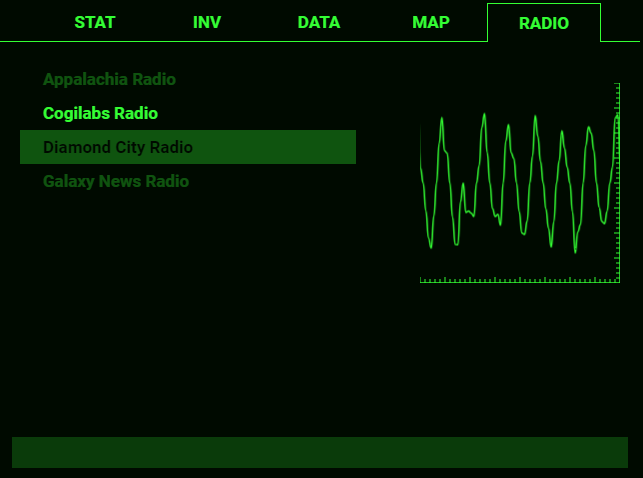 STAT INV DATA MAP RADIO
Appalachia Radio
Cogilabs Radio
Diamond City Radio
Galaxy News Radio